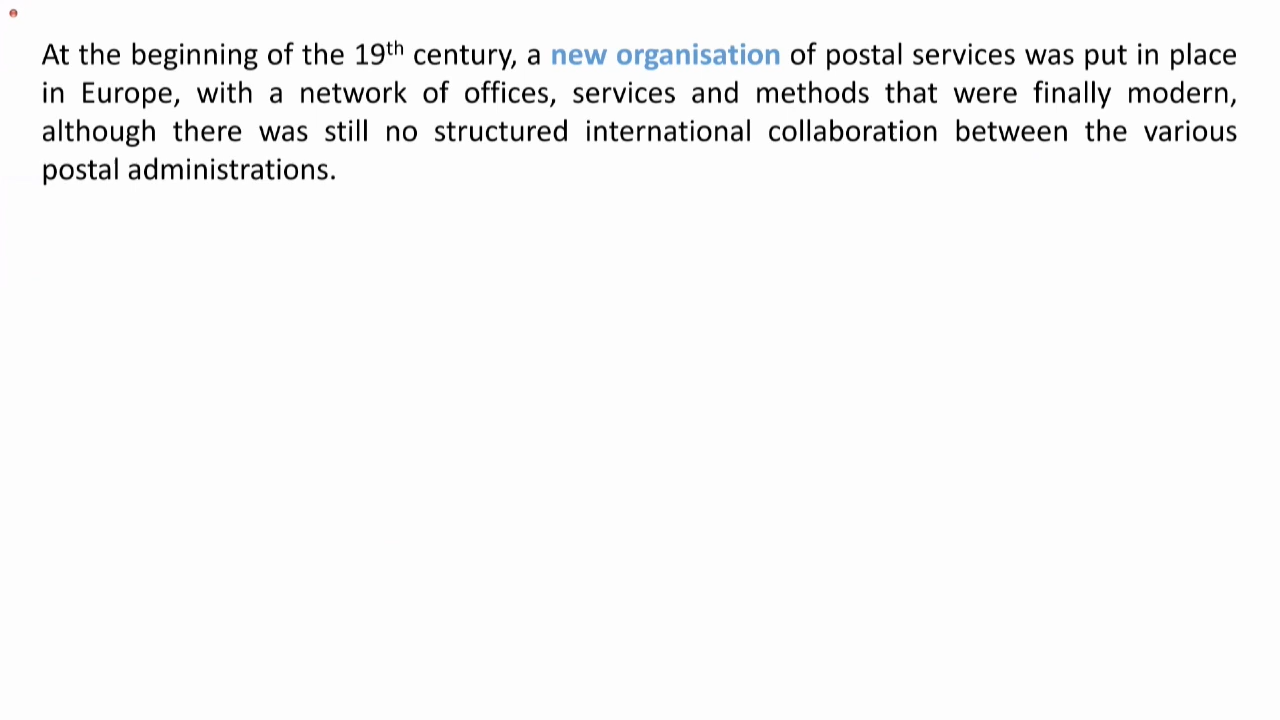 At the beginning of the 19th century, a new organisation of postal services was put in place
in Europe, with a network of offices, services and methods that were finally modern,
although there was still no structured international collaboration between the various
postal administrations.